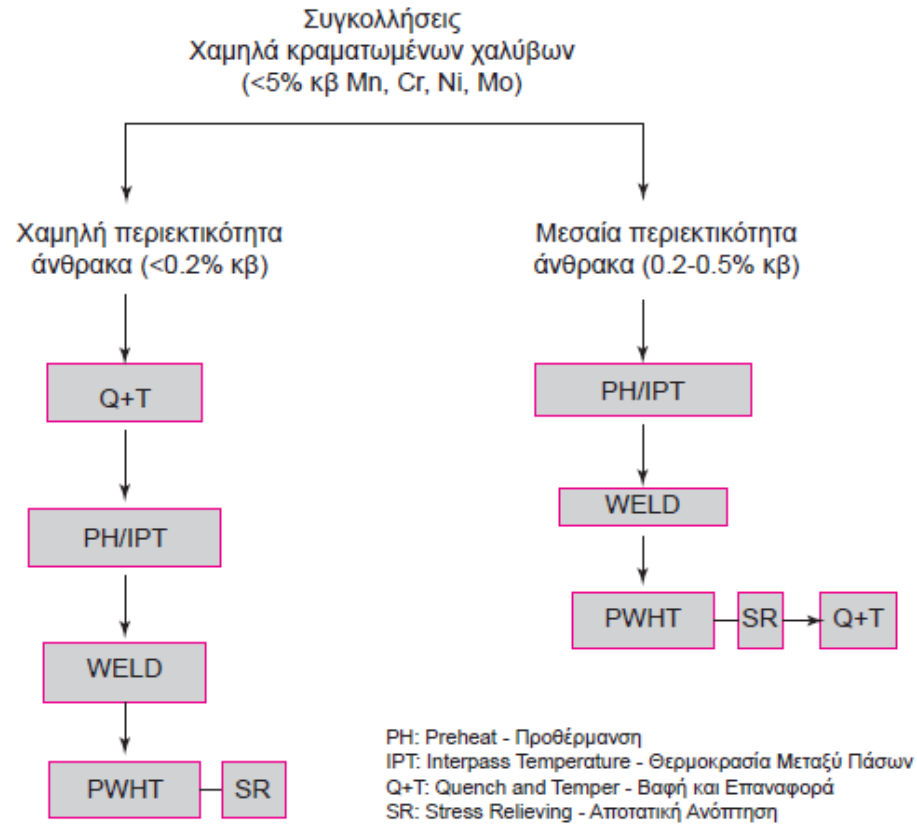 Συγκολλήσεις
Χαμηλά κραματωμένων χαλύβων
(<5% κβ Mn, Cr, Ni, Mo)
Χαμηλή περιεκτικότητα
άνθρακα (<0.2% κβ)
Q+T
PH/IPT
WELD
PWHT
SR
Μεσαία περιεκτικότητα
άνθρακα (0.2-0.5% κβ)
PH/IPT
WELD
PWHT
SR
Q+T
PH: Preheat - Προθέρμανση
IPT: Interpass Temperature - Θερμοκρασία Μεταξύ Πάσων
Q+T: Quench and Temper - Βαφή και Επαναφορά
SR: Stress Relieving - Αποτατική Ανόπτηση